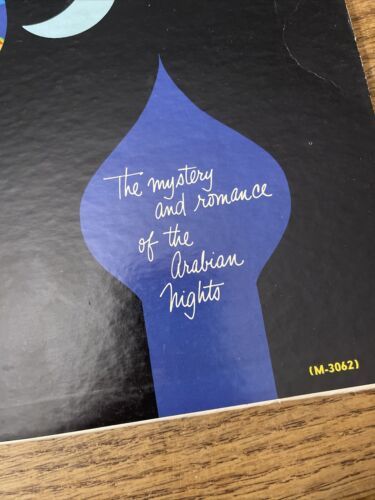 The mystery
and romance
of the
Arabian
Nights
(M-3062)